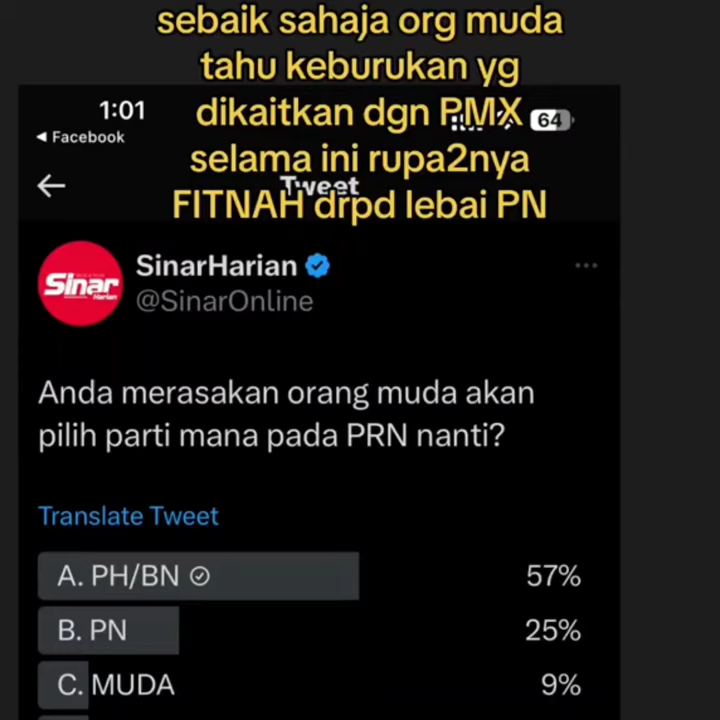 sebaik sahaja org muda
tahu keburukan yg
dikaitkan dgn PMX
selama ini rupa2nya
FITNAH drpd lebai PN
1:01
64
◄ Facebook
Tweet
Sinar
Harian
SinarHarian
@SinarOnline
Anda merasakan orang muda akan
pilih parti mana pada PRN nanti?
Translate Tweet
A. PH/BN 57%
B. PN 25%
C. MUDA 9%